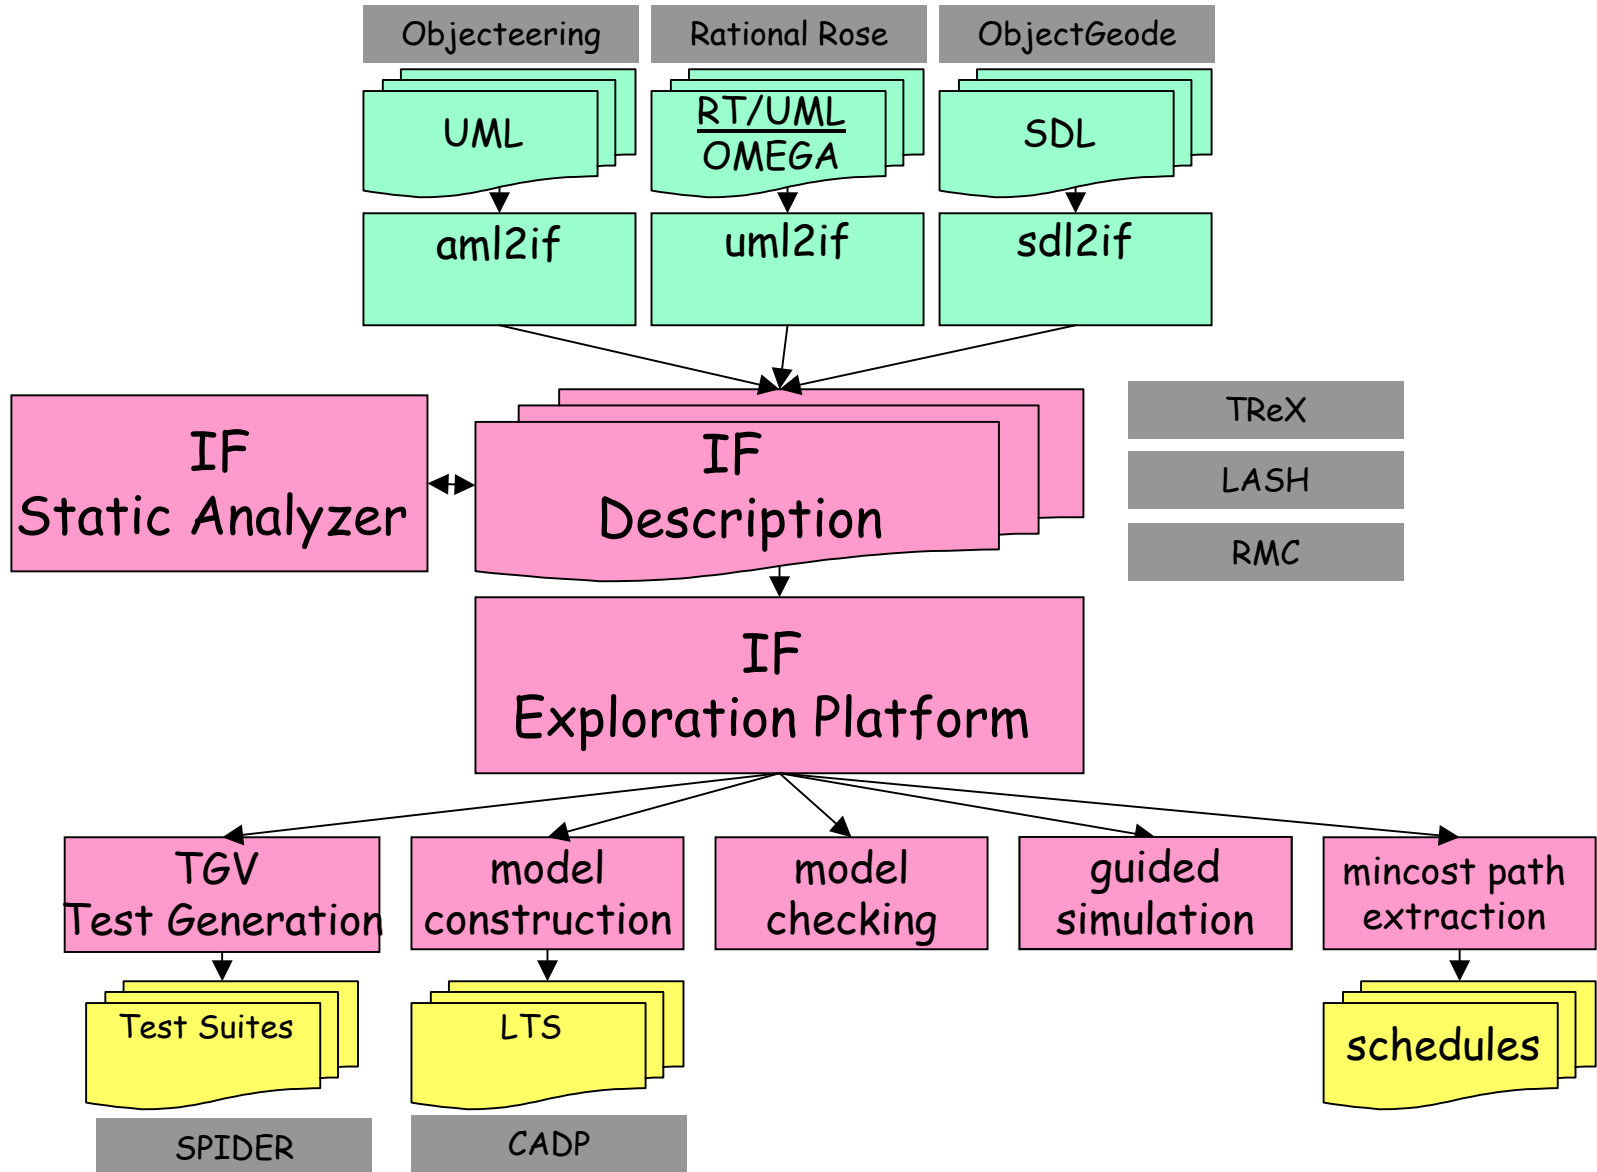 Objecteering
Rational Rose
ObjectGeode
UML
RT/UML
OMEGA
SDL
aml2if
uml2if
sdl2if
IF
Static Analyzer
IF
Description
TReX
LASH
RMC
IF
Exploration Platform
TGV
Test Generation
model
construction
model
checking
guided
simulation
mincost path
extraction
Test Suites
LTS
schedules
SPIDER
CADP